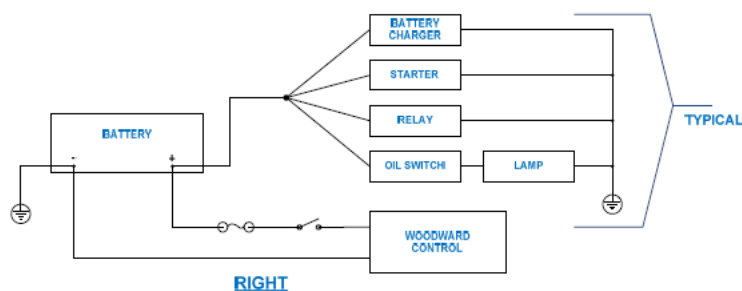 BATTERY
CHARGER
STARTER
RELAY
OIL SWITCH
LAMP
TYPICAL
BATTERY
- +
WOODWARD
CONTROL
RIGHT